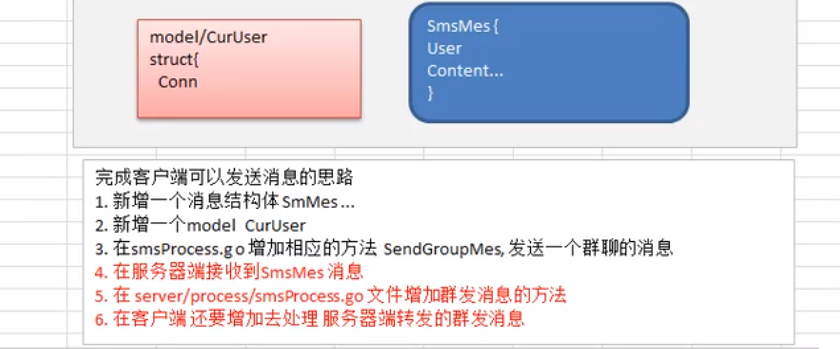 model/CurUser
struct{
Conn
SmsMes {
User
Content...
}
完成客户端可以发送消息的思路
1. 新增一个消息结构体 SmMes ...
2. 新增一个model CurUser
3. 在smsProcess.g o 增加相应的方法 SendGroupMes, 发送一个群聊的消息
4. 在服务器端接收到SmsMes 消息
5. 在 server/process/smsProcess.go 文件增加群发消息的方法
6. 在客户端 还要增加去处理 服务器端转发的群发消息